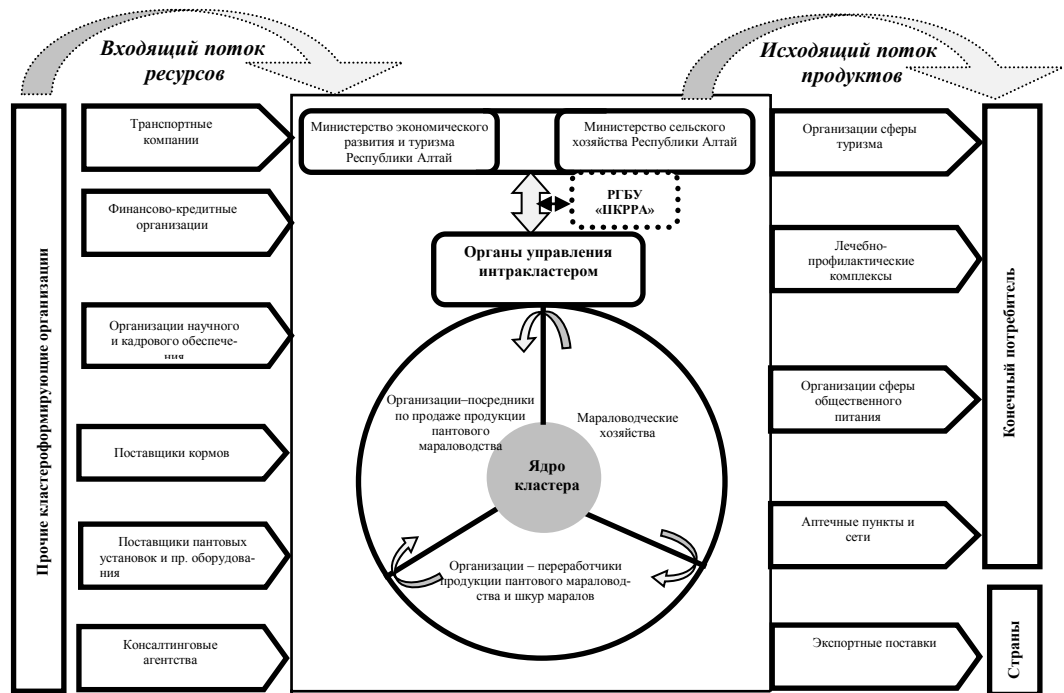 Входящий поток
ресурсов
Исходящий поток
продуктов
Прочие кластероформирующие организации
Транспортные
компании
Финансово-кредитные
организации
Организации научного
и кадрового обеспече-
ния
Поставщики кормов
Поставщики пантовых
установок и пр. оборудова-
ния
Консалтинговые
агентства
Министерство экономического
развития и туризма
Республики Алтай
Министерство сельского
хозяйства Республики Алтай
РГБУ
«ЦКРРА»
Органы управления
интракластером
Организации–посредники
по продаже продукции
пантового
мараловодства
Мараловодческие
хозяйства
Ядро
кластера
Организации – переработчики
продукции пантового мараловод-
ства и шкур маралов
Организации сферы
туризма
Лечебно-
профилактические
комплексы
Организации сферы
общественного
питания
Аптечные пункты и
сети
Экспортные поставки
Конечный потребитель
Страны